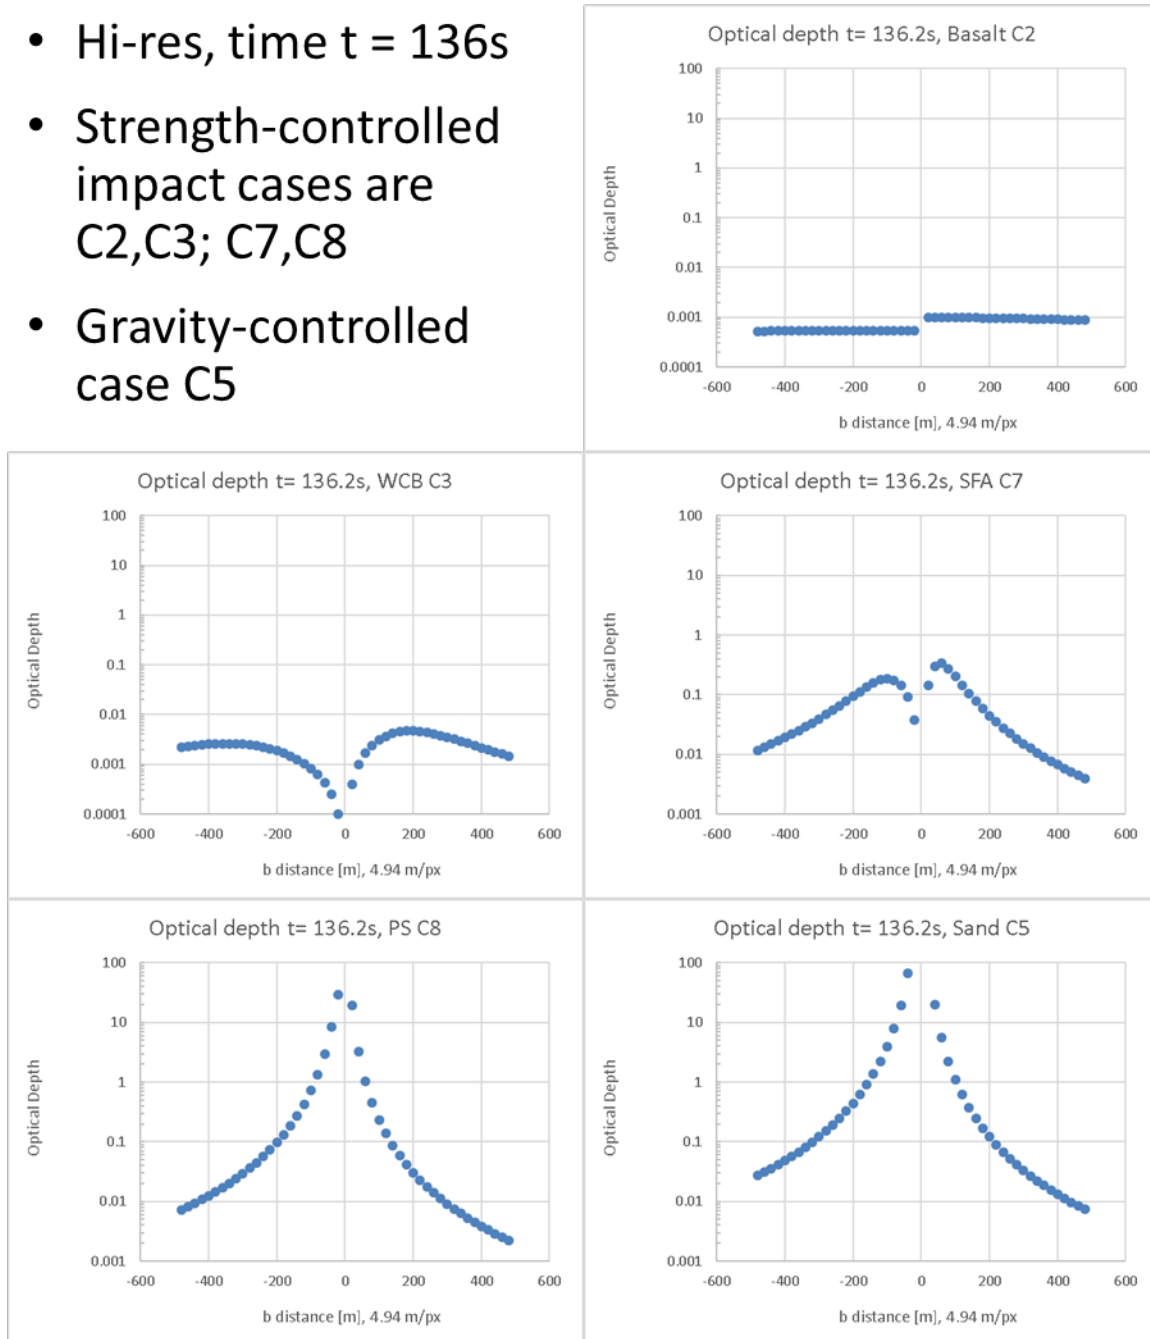 • Hi-res, time t = 136s
• Strength-controlled
impact cases are
C2,C3; C7,C8
• Gravity-controlled
case C5
Optical depth t= 136.2s, Basalt C2
Optical Depth
100
10
1
0.1
0.01
0.001
0.0001
-600 -400 -200 0 200 400 600
b distance [m], 4.94 m/px
Optical depth t= 136.2s, WCB C3
Optical Depth
100
10
1
0.1
0.01
0.001
0.0001
-600 -400 -200 0 200 400 600
b distance [m], 4.94 m/px
Optical depth t= 136.2s, SFA C7
Optical Depth
100
10
1
0.1
0.01
0.001
-600 -400 -200 0 200 400 600
b distance [m], 4.94 m/px
Optical depth t= 136.2s, PS C8
Optical Depth
100
10
1
0.1
0.01
0.001
-600 -400 -200 0 200 400 600
b distance [m], 4.94 m/px
Optical depth t= 136.2s, Sand C5
Optical Depth
100
10
1
0.1
0.01
0.001
-600 -400 -200 0 200 400 600
b distance [m], 4.94 m/px